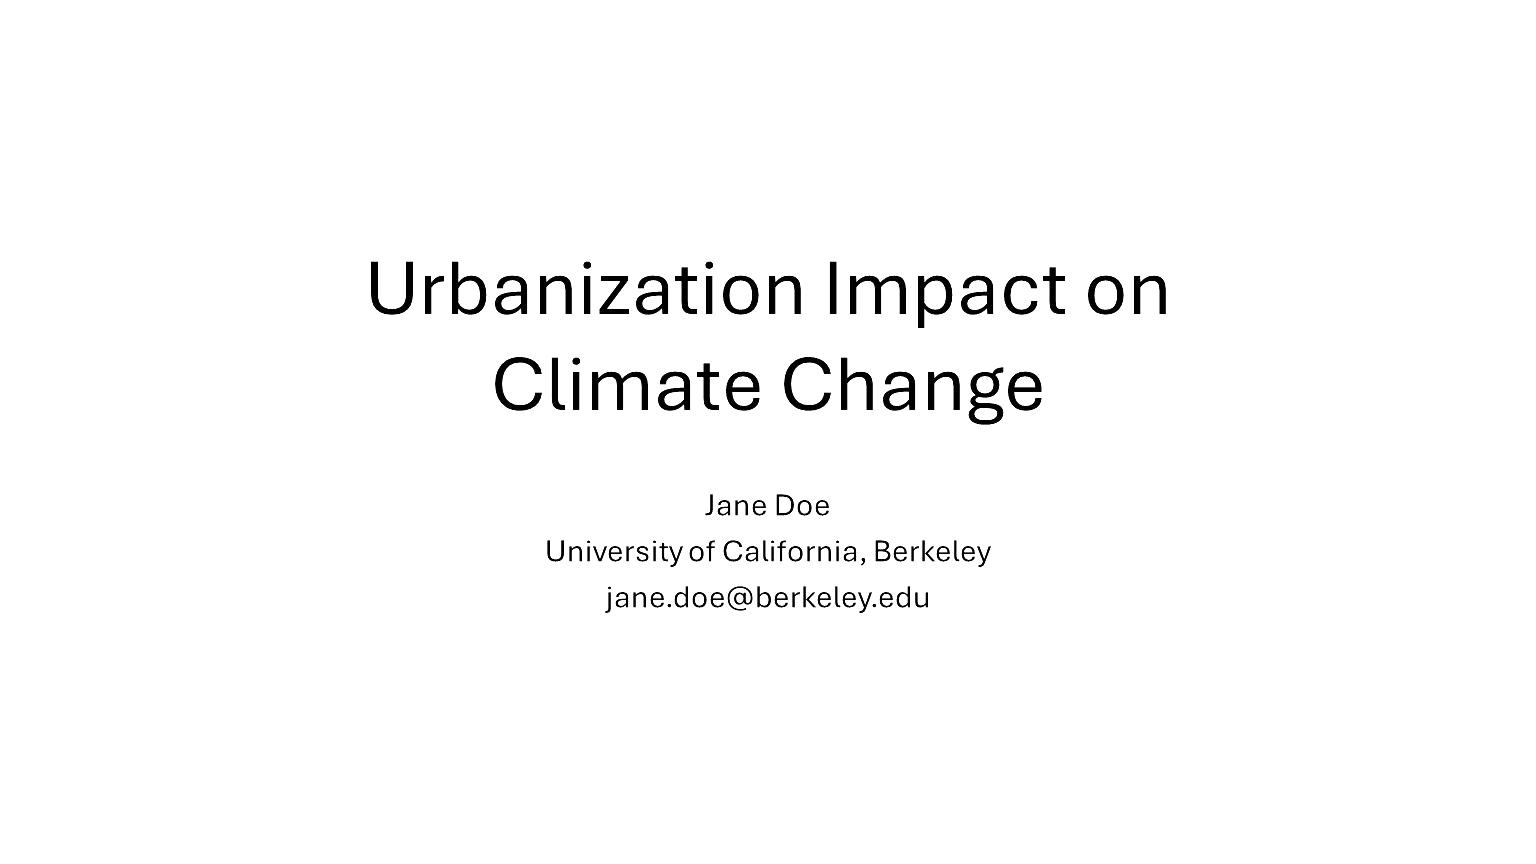 Urbanization Impact on
Climate Change
Jane Doe
University of California, Berkeley
jane.doe@berkeley.edu